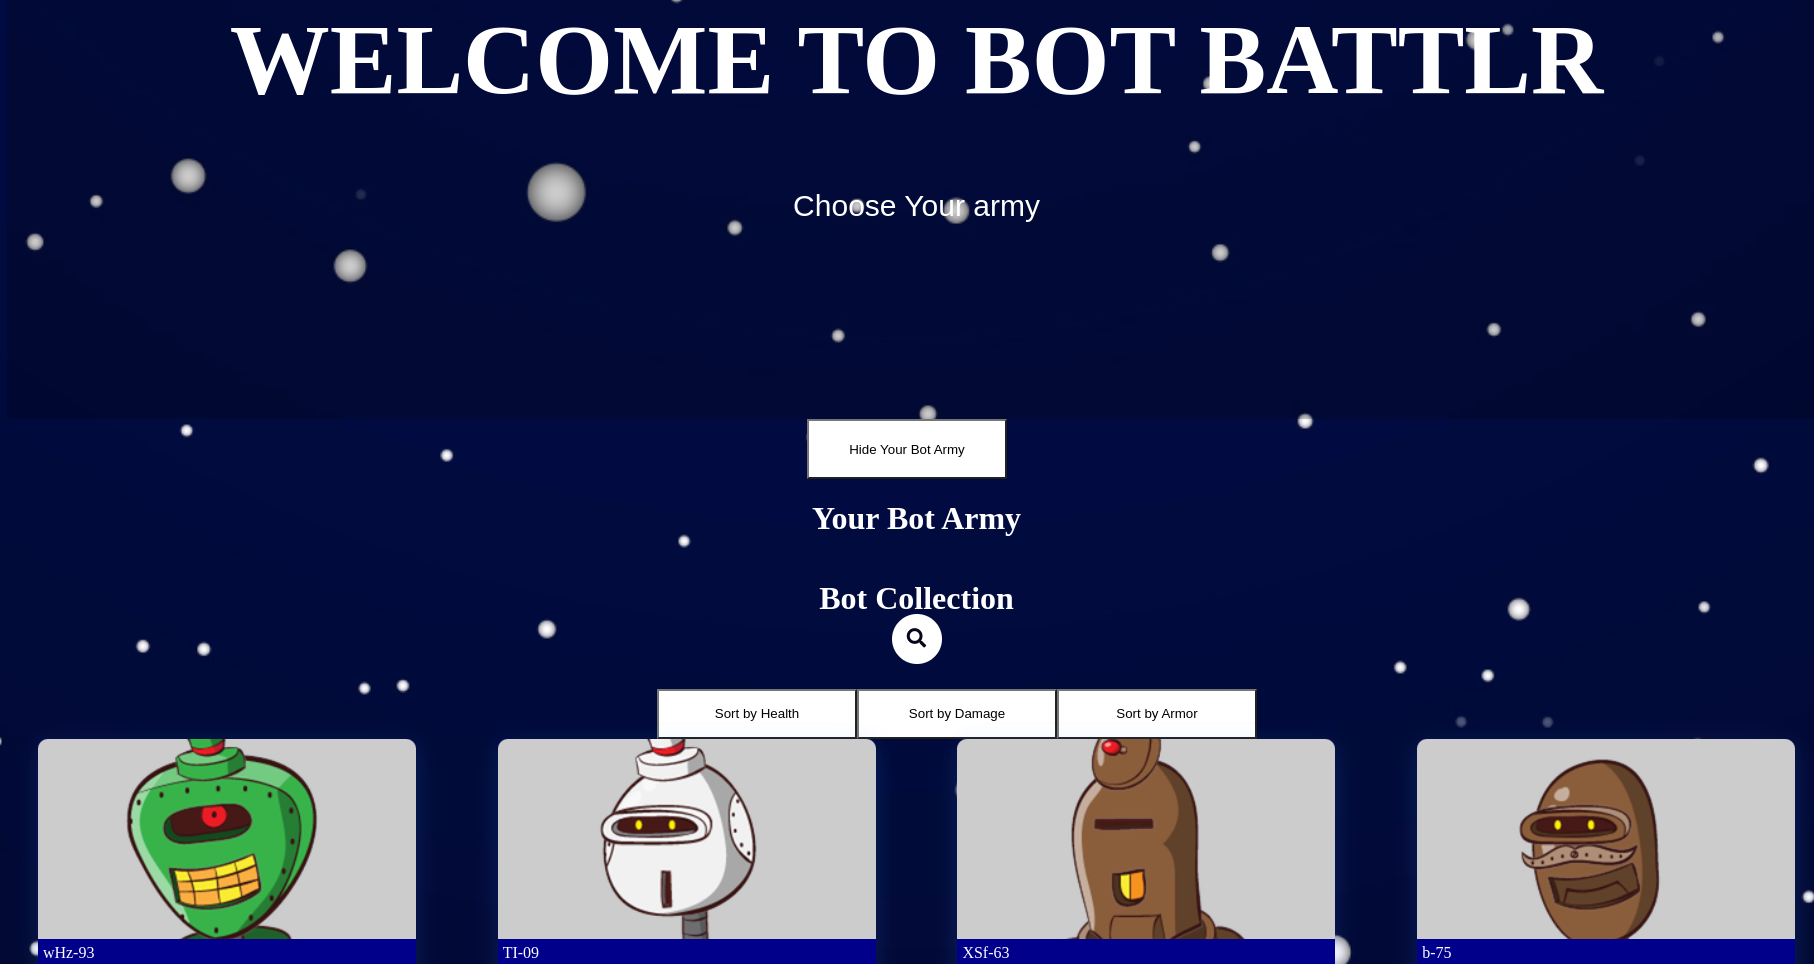 WELCOME TO BOT BATTLR
Choose Your army
Hide Your Bot Army
Your Bot Army
Bot Collection
Sort by Health
Sort by Damage
Sort by Armor
wHz-93
TI-09
XSf-63
b-75